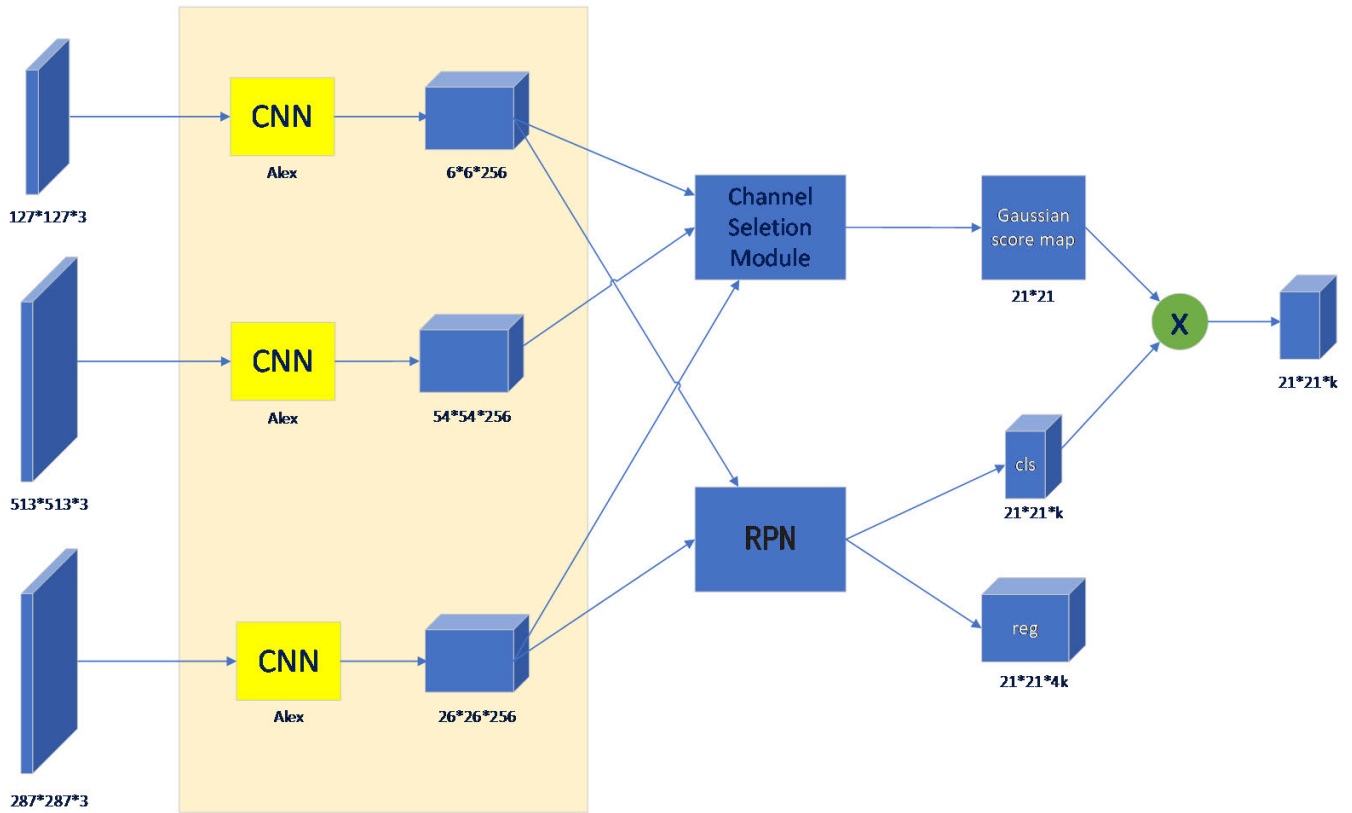 127*127*3
CNN
Alex
6*6*256
513*513*3
CNN
Alex
54*54*256
287*287*3
CNN
Alex
26*26*256
Channel
Seletion
Module
RPN
Gaussian
score map
21*21
cls
21*21*k
reg
21*21*4k
X
21*21*k